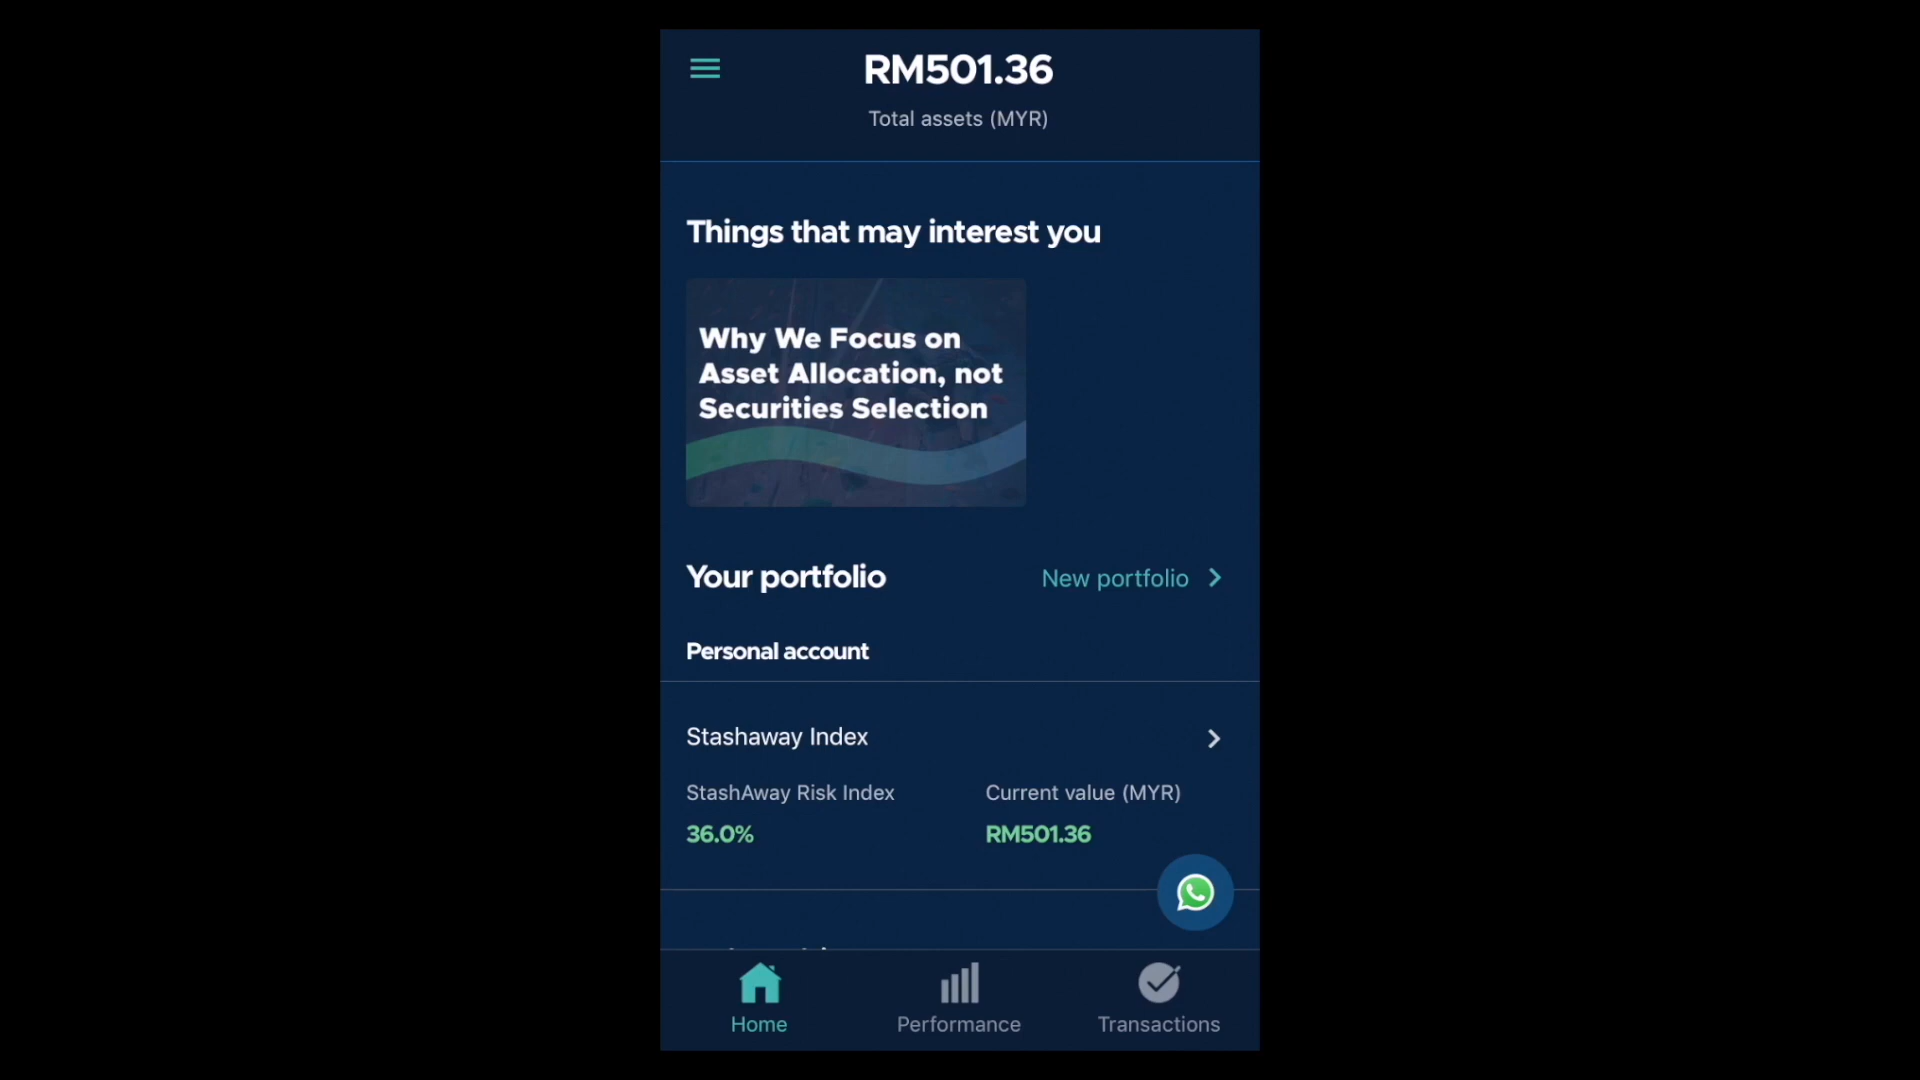 RM501.36
Total assets (MYR)
Things that may interest you
Why We Focus on
Asset Allocation, not
Securities Selection
Your portfolio
New portfolio
Personal account
Stashaway Index
StashAway Risk Index
Current value (MYR)
36.0%
RM501.36
Home
Performance
Transactions